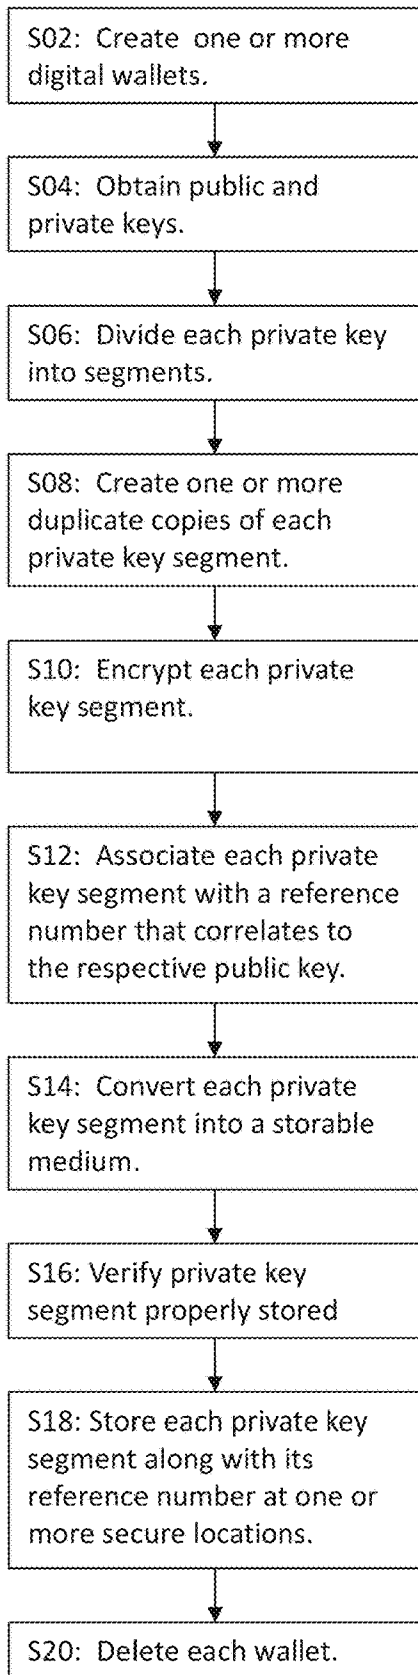 S02: Create one or more
digital wallets.
S04: Obtain public and
private keys.
S06: Divide each private key
into segments.
S08: Create one or more
duplicate copies of each
private key segment.
S10: Encrypt each private
key segment.
S12: Associate each private
key segment with a reference
number that correlates to
the respective public key.
S14: Convert each private
key segment into a storable
medium.
S16: Verify private key
segment properly stored
S18: Store each private key
segment along with its
reference number at one or
more secure locations.
S20: Delete each wallet.